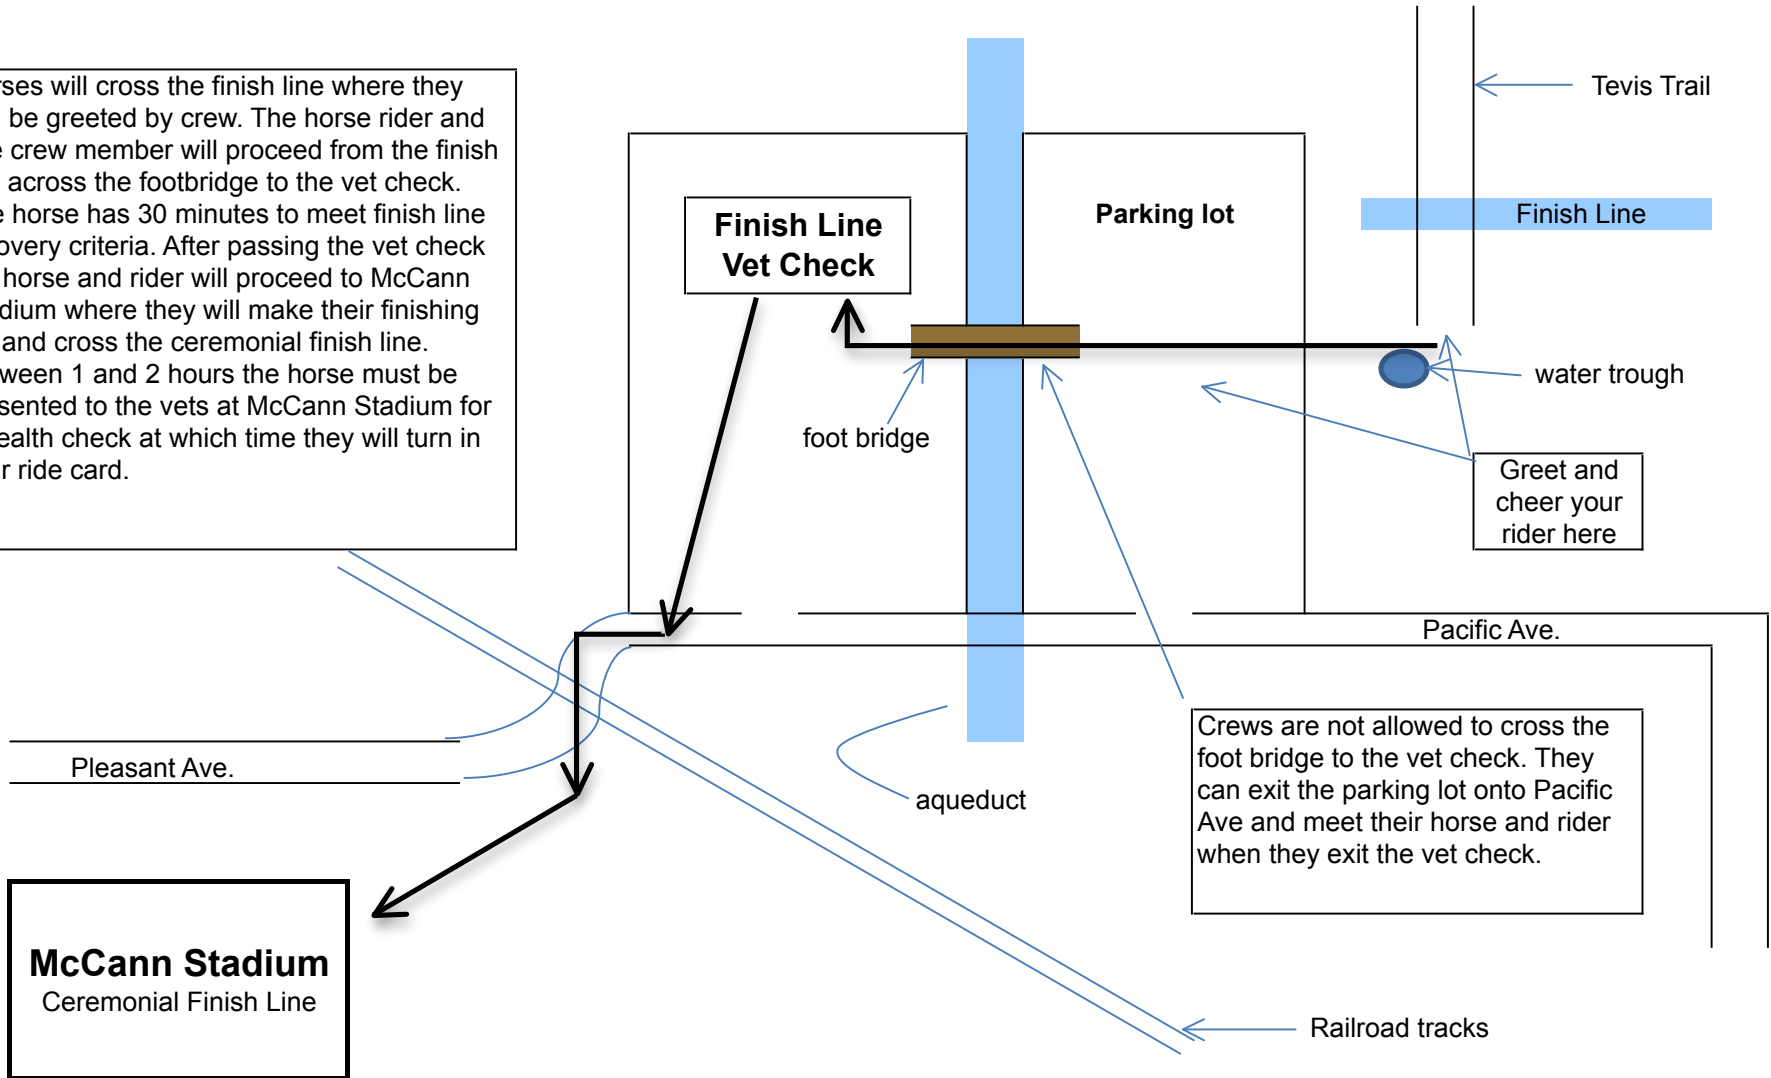 rses will cross the finish line where they
be greeted by crew. The horse rider and
crew member will proceed from the finish
across the footbridge to the vet check.
horse has 30 minutes to meet finish line
overy criteria. After passing the vet check
horse and rider will proceed to McCann
dium where they will make their finishing
and cross the ceremonial finish line.
ween 1 and 2 hours the horse must be
sented to the vets at McCann Stadium for
ealth check at which time they will turn in
r ride card.
Tevis Trail
Finish Line
Vet Check
Parking lot
Finish Line
foot bridge
water trough
Greet and
cheer your
rider here
Pacific Ave.
Pleasant Ave.
aqueduct
Crews are not allowed to cross the
foot bridge to the vet check. They
can exit the parking lot onto Pacific
Ave and meet their horse and rider
when they exit the vet check.
McCann Stadium
Ceremonial Finish Line
Railroad tracks